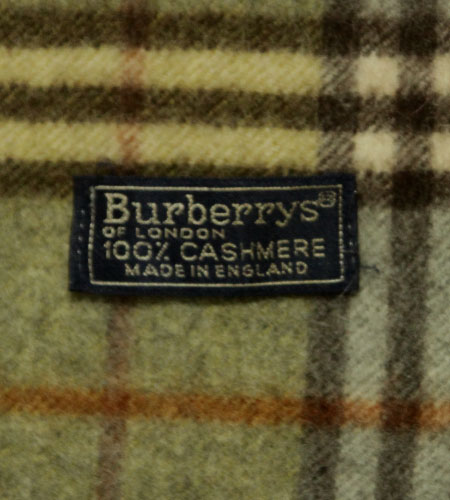 Burberrys®
OF LONDON
100% CASHMERE
MADE IN ENGLAND